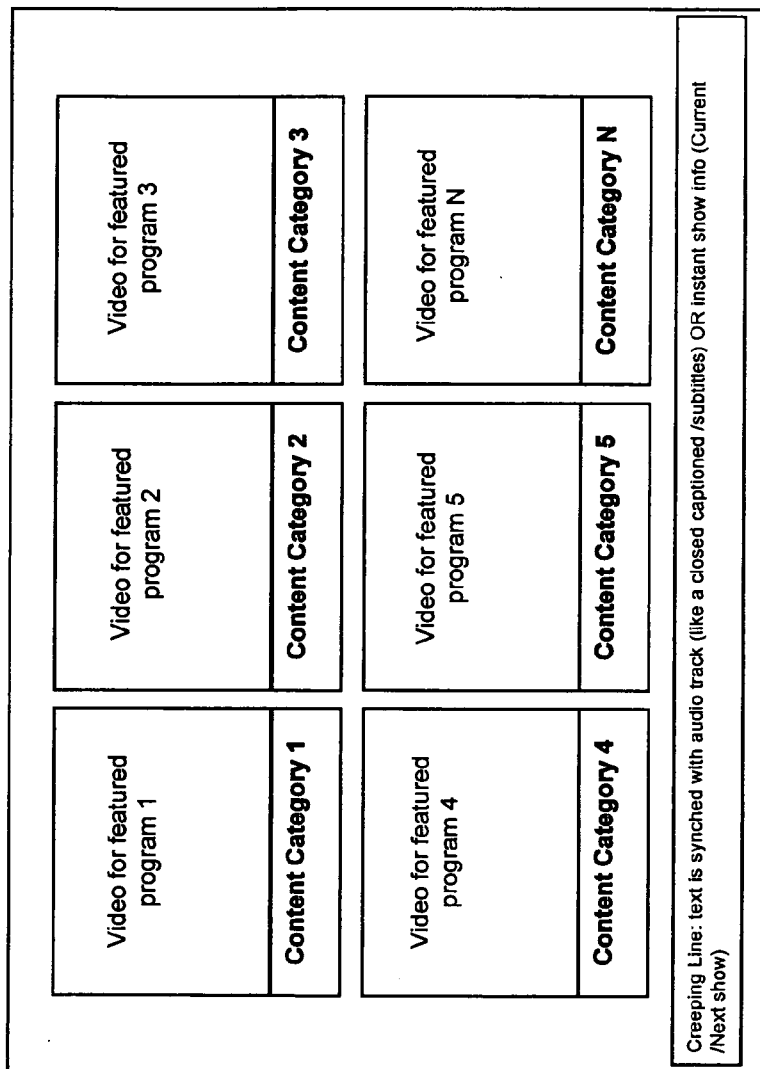 Video for featured
program 1
Content Category 1
Video for featured
program 2
Content Category 2
Video for featured
program 3
Content Category 3
Video for featured
program 4
Content Category 4
Video for featured
program 5
Content Category 5
Video for featured
program N
Content Category N
Creeping Line: text is synched with audio track (like a closed captioned /subtitles) OR instant show info (Current
/Next show)